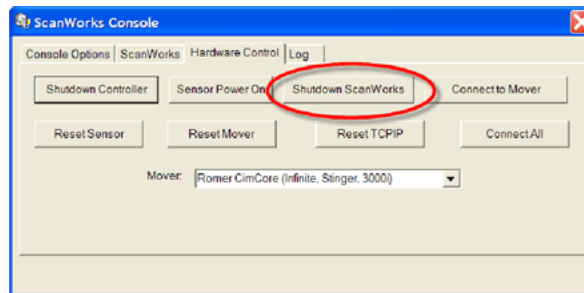 ScanWorks Console
Console Options ScanWorks Hardware Control Log
Shutdown Controller Sensor Power On Shutdown ScanWorks Connect to Mover
Reset Sensor Reset Mover Reset TCPIP Connect All
Mover: Romer CimCore (Infinite, Stinger, 3000i)